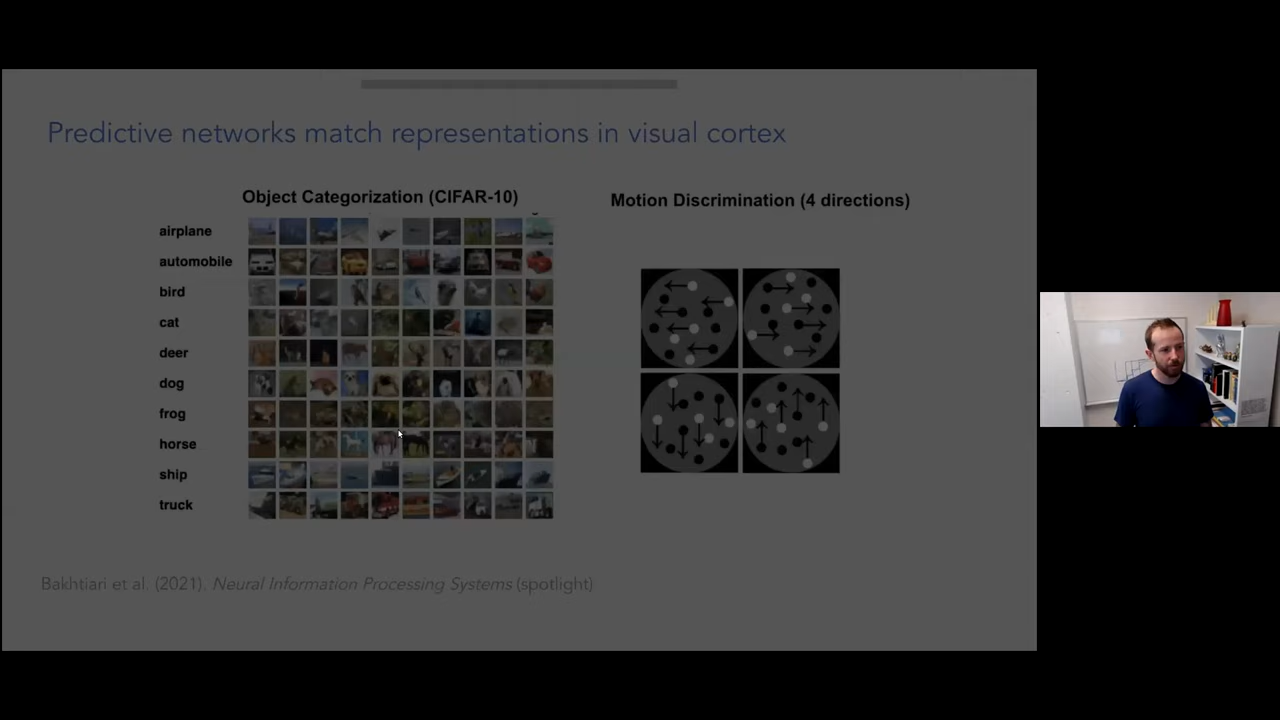 Predictive networks match representations in visual cortex
Object Categorization (CIFAR-10)
Motion Discrimination (4 directions)
airplane
automobile
bird
cat
deer
dog
frog
horse
ship
truck
Bakhtiari et al. (2021). Neural Information Processing Systems (spotlight)